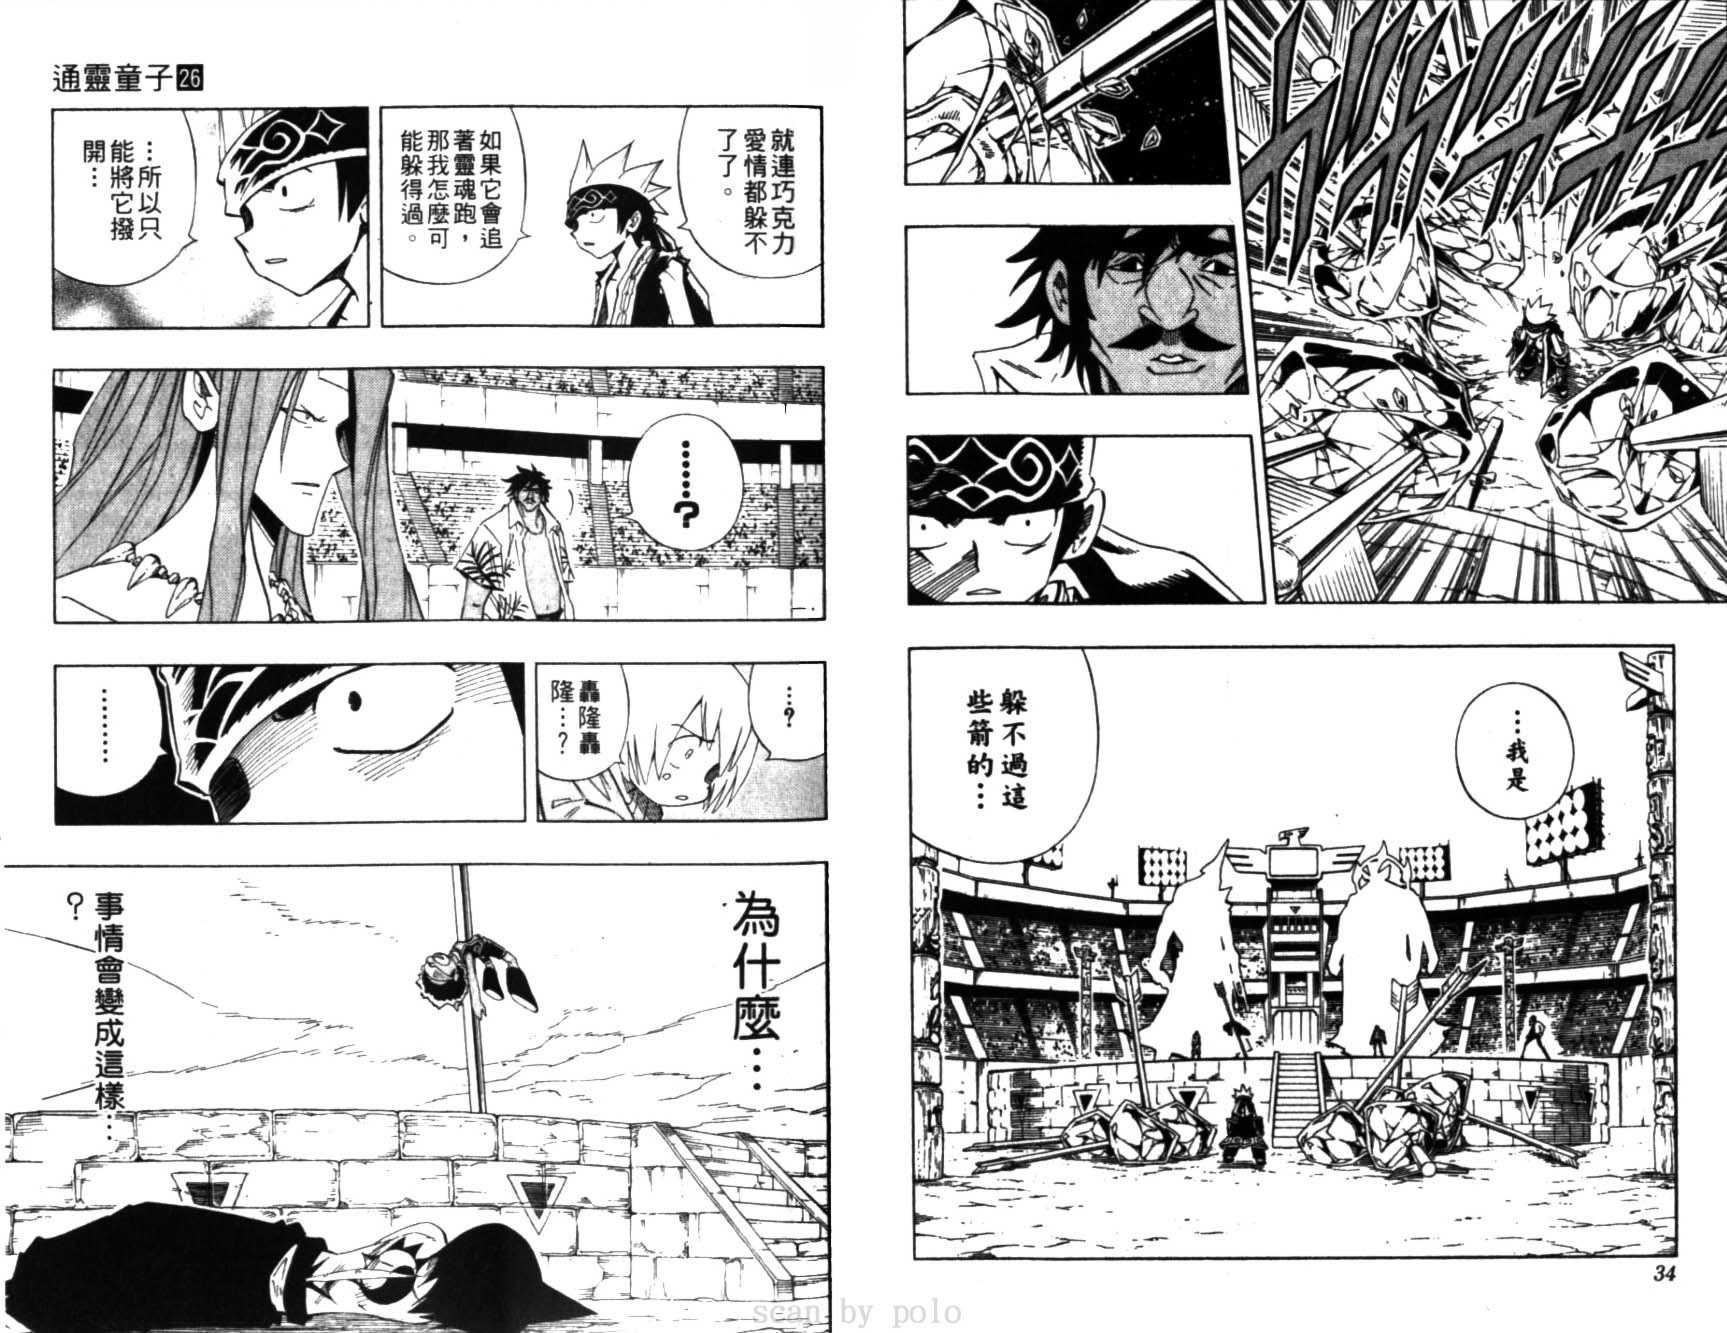 …我是
躲不過這
些箭的…
34
通靈童子26
就連巧克力
愛情都躲不
了了。
如果它會追
著靈魂跑，
那我怎麼可
能躲得過。
…所以只
能將它撥
開…
……？
…？
轟隆轟
隆…？
………
為什麼…
事情會變成這樣…
？
scan by polo